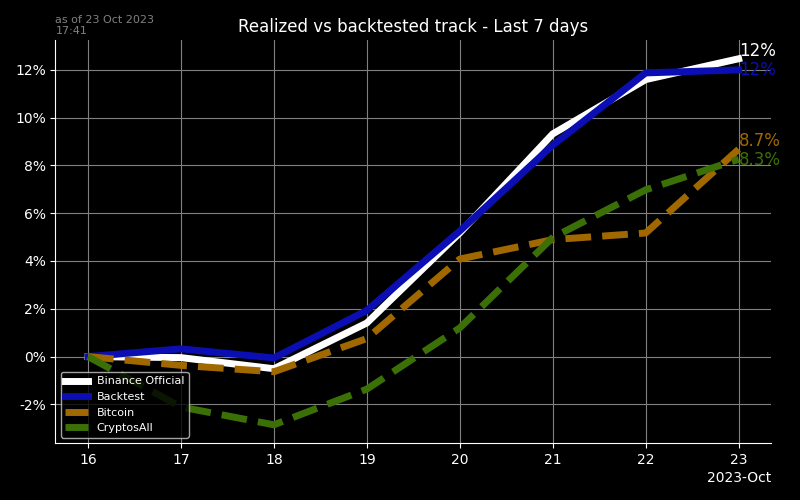 as of 23 Oct 2023
17:41
Realized vs backtested track - Last 7 days
12%
12%
12%
10%
8.7%
8%
8.3%
6%
4%
2%
0%
-2%
Binance Official
Backtest
Bitcoin
CryptosAll
16 17 18 19 20 21 22 23
2023-Oct